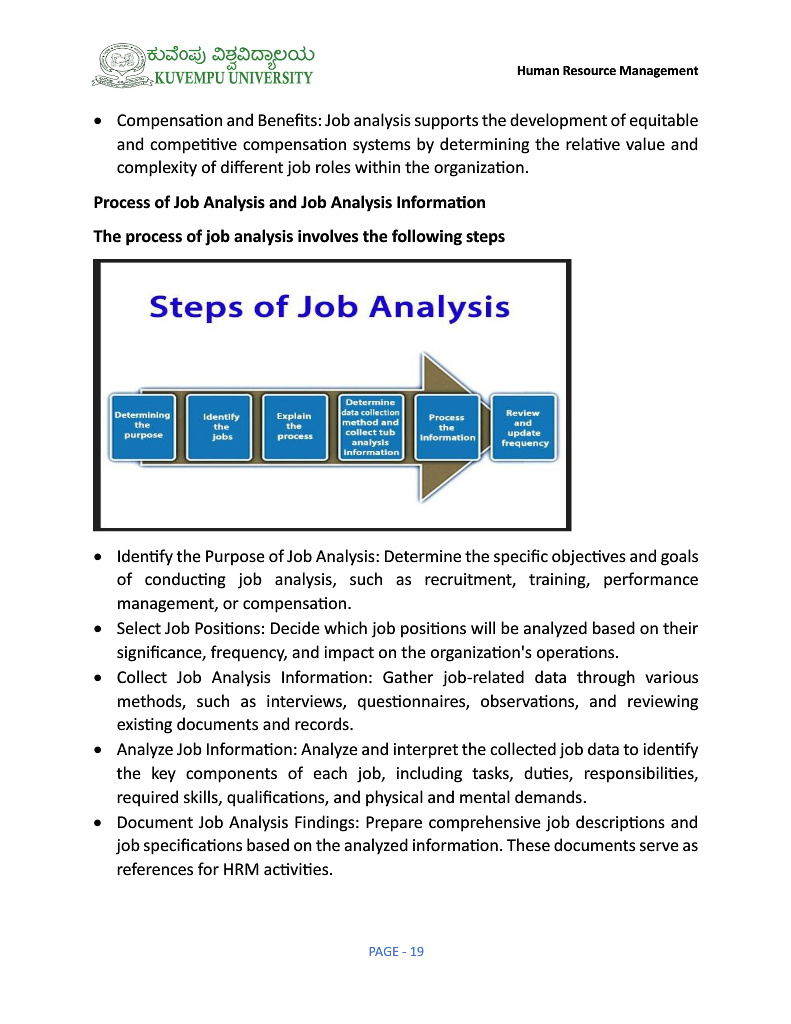 ಕುವೆಂಪು ವಿಶ್ವವಿದ್ಯಾಲಯ
KUVEMPU UNIVERSITY
Human Resource Management
• Compensation and Benefits: Job analysis supports the development of equitable
and competitive compensation systems by determining the relative value and
complexity of different job roles within the organization.
Process of Job Analysis and Job Analysis Information
The process of job analysis involves the following steps
Steps of Job Analysis
Determining
the
purpose
Identify
the
jobs
Explain
the
process
Determine
data collection
method and
collect tub
analysis
information
Process
the
information
Review
and
update
frequency
• Identify the Purpose of Job Analysis: Determine the specific objectives and goals
of conducting job analysis, such as recruitment, training, performance
management, or compensation.
• Select Job Positions: Decide which job positions will be analyzed based on their
significance, frequency, and impact on the organization's operations.
• Collect Job Analysis Information: Gather job-related data through various
methods, such as interviews, questionnaires, observations, and reviewing
existing documents and records.
• Analyze Job Information: Analyze and interpret the collected job data to identify
the key components of each job, including tasks, duties, responsibilities,
required skills, qualifications, and physical and mental demands.
• Document Job Analysis Findings: Prepare comprehensive job descriptions and
job specifications based on the analyzed information. These documents serve as
references for HRM activities.
PAGE - 19